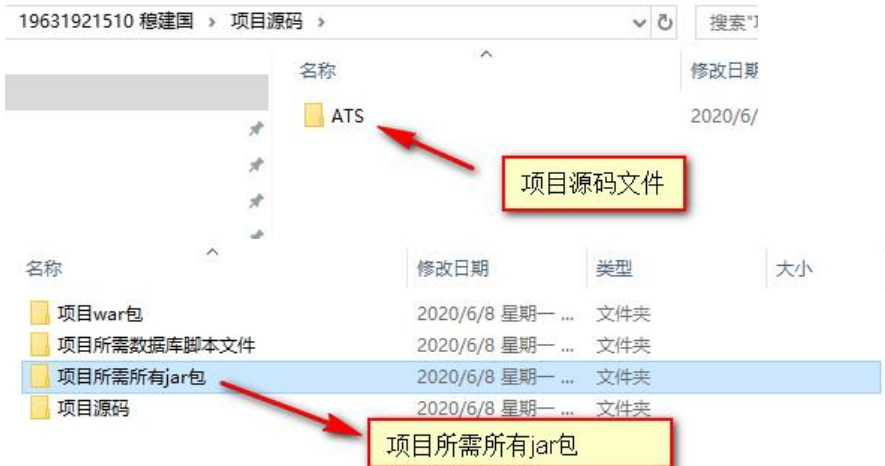 19631921510 穆建国 › 项目源码 › 搜索"
名称 修改日期
ATS 2020/6/
项目源码文件
名称 修改日期 类型 大小
项目war包 2020/6/8 星期一 ... 文件夹
项目所需数据库脚本文件 2020/6/8 星期一 ... 文件夹
项目所需所有jar包 2020/6/8 星期一 ... 文件夹
项目源码 2020/6/8 星期一 ... 文件夹
项目所需所有jar包